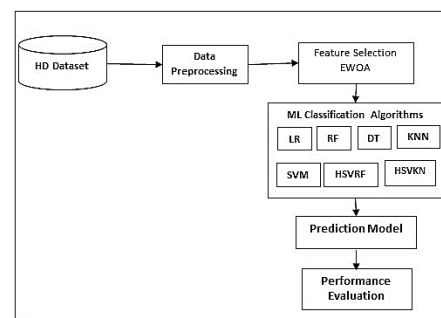 HD Dataset
Data
Preprocessing
Feature Selection
EWOA
ML Classification Algorithms
LR RF DT KNN
SVM HSVRF HSVKN
Prediction Model
Performance
Evaluation